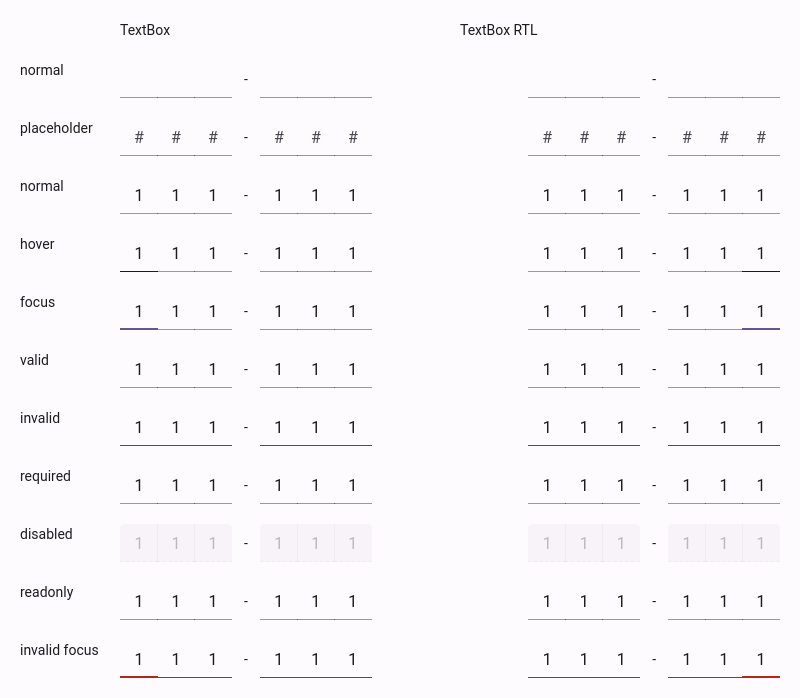 TextBox TextBox RTL
normal - -
placeholder # # # - # # # # # # - # # #
normal 1 1 1 - 1 1 1 1 1 1 - 1 1 1
hover 1 1 1 - 1 1 1 1 1 1 - 1 1 1
focus 1 1 1 - 1 1 1 1 1 1 - 1 1 1
valid 1 1 1 - 1 1 1 1 1 1 - 1 1 1
invalid 1 1 1 - 1 1 1 1 1 1 - 1 1 1
required 1 1 1 - 1 1 1 1 1 1 - 1 1 1
disabled 1 1 1 - 1 1 1 1 1 1 - 1 1 1
readonly 1 1 1 - 1 1 1 1 1 1 - 1 1 1
invalid focus 1 1 1 - 1 1 1 1 1 1 - 1 1 1